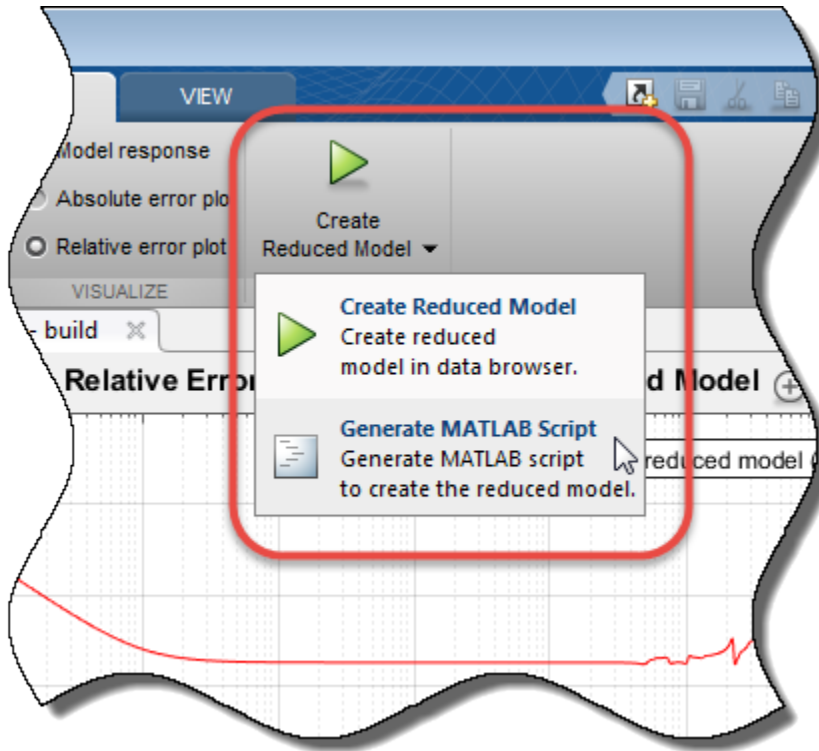 VIEW
Model response
Absolute error plo
Relative error plot
Create
Reduced Model
VISUALIZE
- build
Create Reduced Model
Create reduced
model in data browser.
Relative Erro
d Model
Generate MATLAB Script
Generate MATLAB script
to create the reduced model.
reduced model (